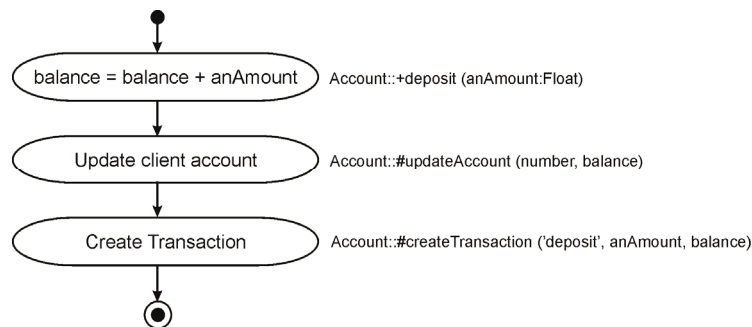 balance = balance + anAmount
Account::+deposit (anAmount:Float)
Update client account
Account::#updateAccount (number, balance)
Create Transaction
Account::#createTransaction ('deposit', anAmount, balance)